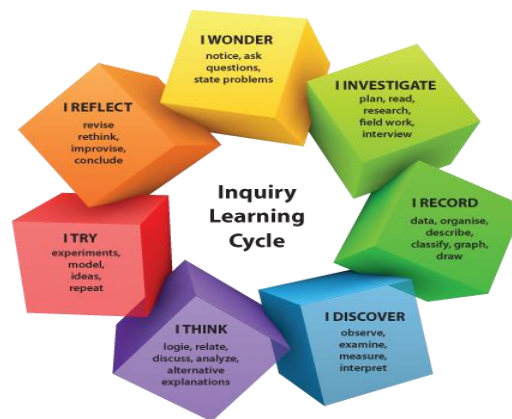 I WONDER
notice, ask
questions,
state problems
I INVESTIGATE
plan, read,
research,
field work,
interview
I RECORD
data, organise,
describe,
classify, graph,
draw
I DISCOVER
observe,
examine,
measure,
interpret
I THINK
logie, relate,
discuss, analyze,
alternative
explanations
I TRY
experiments,
model,
ideas,
repeat
I REFLECT
revise
rethink,
improvise,
conclude
Inquiry
Learning
Cycle